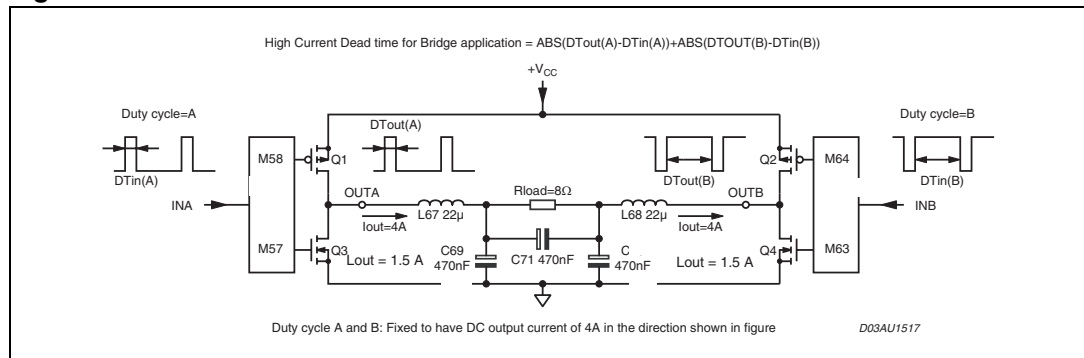 High Current Dead time for Bridge application = ABS(DTout(A)-DTin(A))+ABS(DTOUT(B)-DTin(B))
+VCC
Duty cycle=A
DTout(A)
Duty cycle=B
M58
Q1
Q2
M64
DTin(A)
DTout(B)
DTin(B)
OUTA
Rload=8Ω
OUTB
INA
L67 22µ
L68 22µ
INB
Iout=4A
Iout=4A
M57
Q3
C69
470nF
C71 470nF
C
470nF
Q4
M63
Lout = 1.5 A
Lout = 1.5 A
Duty cycle A and B: Fixed to have DC output current of 4A in the direction shown in figure
D03AU1517